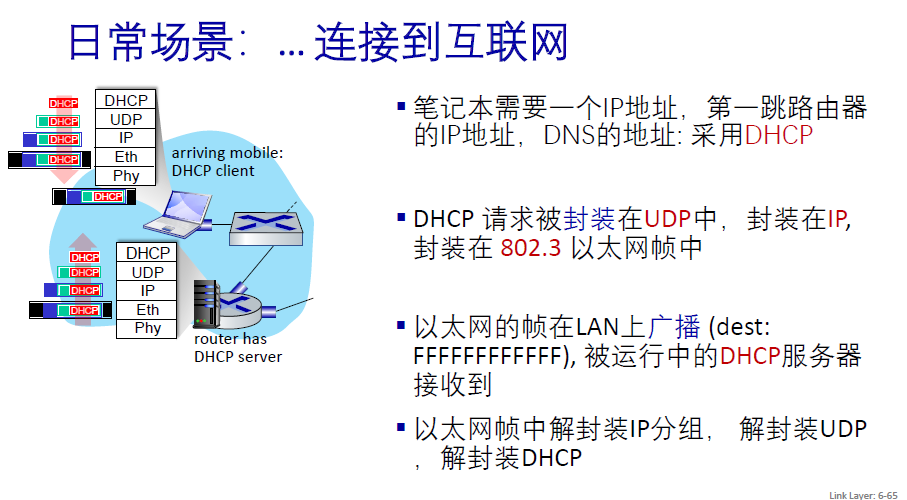 日常场景：... 连接到互联网
DHCP
DHCP
DHCP
DHCP
DHCP
DHCP
UDP
IP
Eth
Phy
arriving mobile:
DHCP client
DHCP
DHCP
DHCP
DHCP
DHCP
UDP
IP
Eth
Phy
router has
DHCP server
▪ 笔记本需要一个IP地址，第一跳路由器
的IP地址，DNS的地址: 采用DHCP
▪ DHCP 请求被封装在UDP中，封装在IP,
封装在 802.3 以太网帧中
▪ 以太网的帧在LAN上广播 (dest:
FFFFFFFFFFFF), 被运行中的DHCP服务器
接收到
▪ 以太网帧中解封装IP分组， 解封装UDP
，解封装DHCP
Link Layer: 6-65